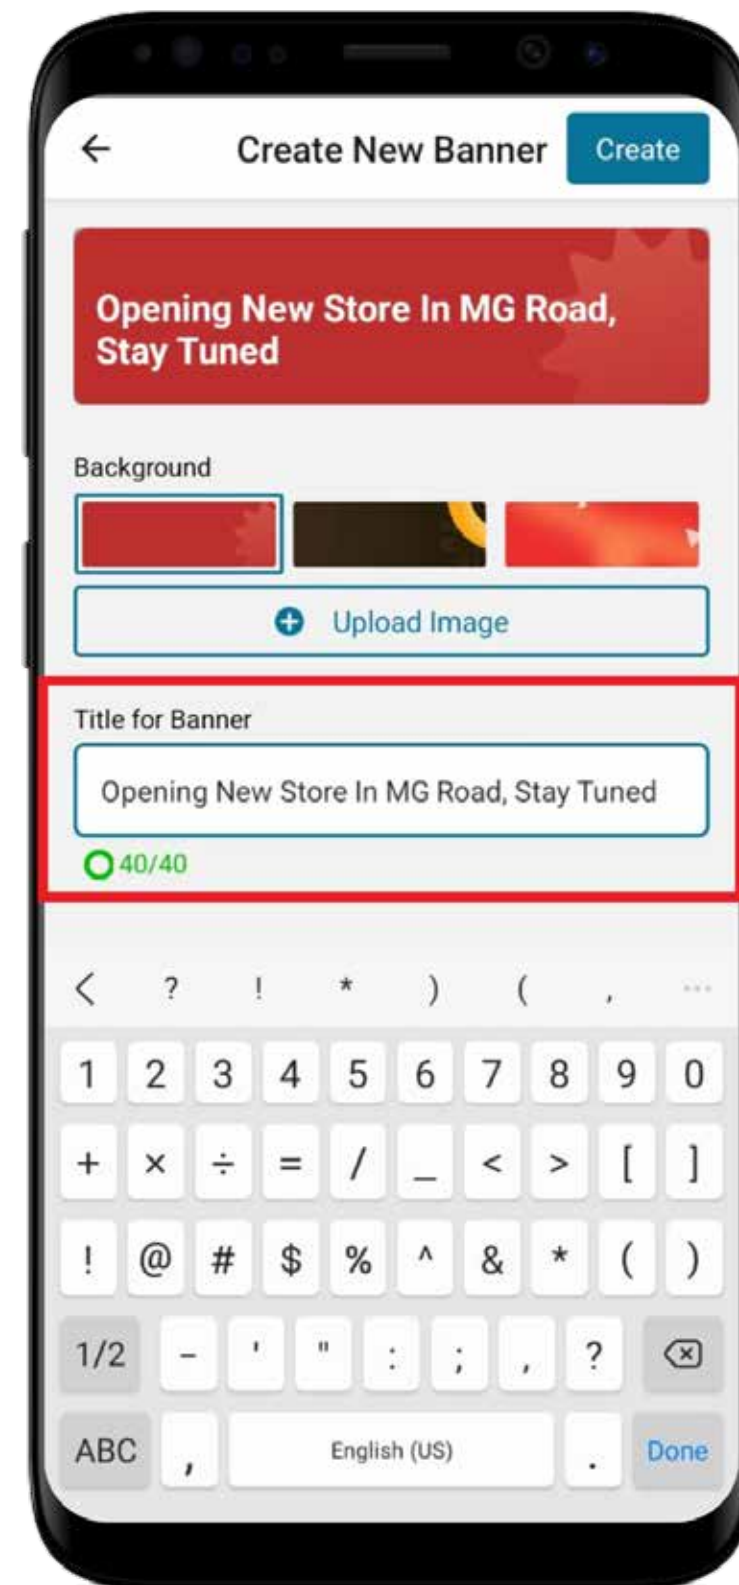 Create New Banner
Create
Opening New Store In MG Road,
Stay Tuned
Background
Upload Image
Title for Banner
Opening New Store In MG Road, Stay Tuned
40/40
? ! * ) ( , ...
1 2 3 4 5 6 7 8 9 0
+ × ÷ = / _ < > [ ]
! @ # $ % ^ & * ( )
1/2 - ' " : ; , ?
ABC , English (US) . Done